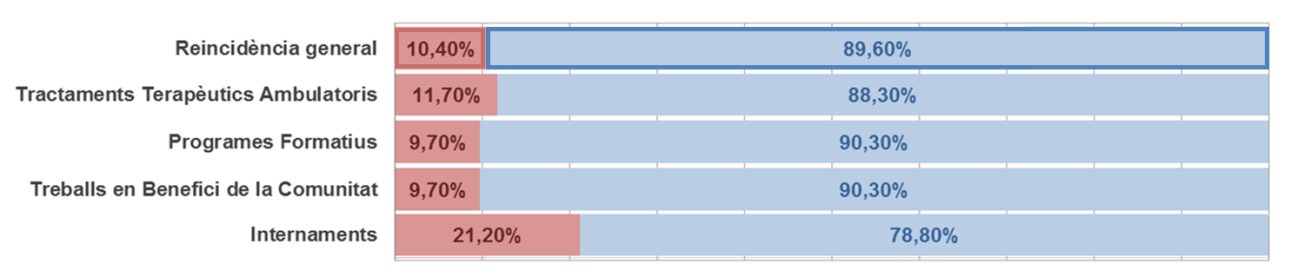 Reincidència general 10,40% 89,60%
Tractaments Terapèutics Ambulatoris 11,70% 88,30%
Programes Formatius 9,70% 90,30%
Treballs en Benefici de la Comunitat 9,70% 90,30%
Internaments 21,20% 78,80%